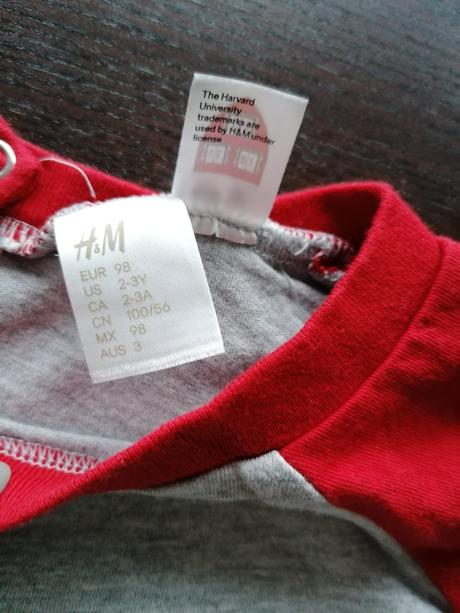 The Harvard
University
trademarks are
used by H&M under
license
H&M
EUR 98
US 2-3Y
CA 2-3A
CN 100/56
MX 98
AUS 3